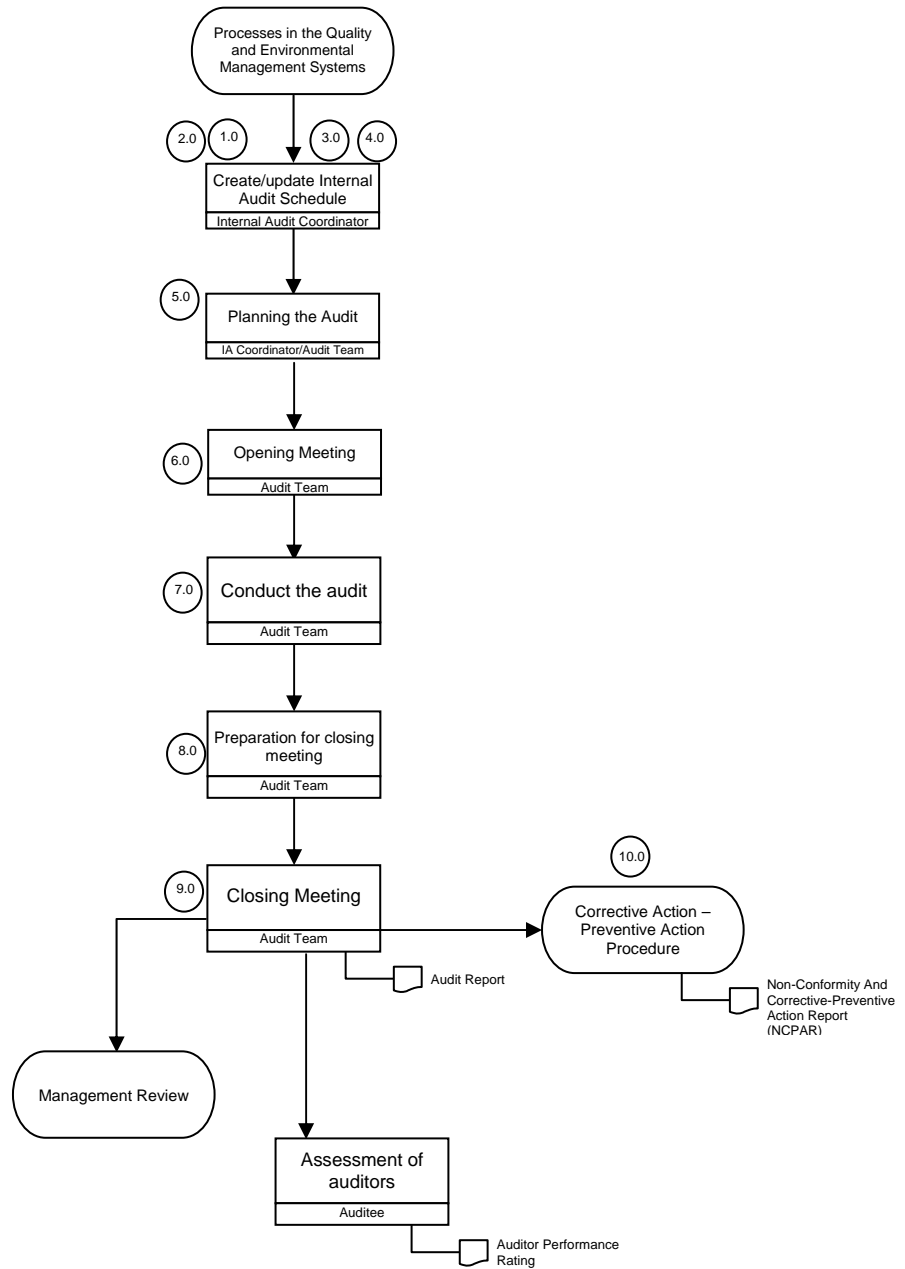 Processes in the Quality
and Environmental
Management Systems
2.0
1.0
3.0
4.0
Create/update Internal
Audit Schedule
Internal Audit Coordinator
5.0
Planning the Audit
IA Coordinator/Audit Team
6.0
Opening Meeting
Audit Team
7.0
Conduct the audit
Audit Team
8.0
Preparation for closing
meeting
Audit Team
9.0
Closing Meeting
Audit Team
10.0
Corrective Action –
Preventive Action
Procedure
Audit Report
Non-Conformity And
Corrective-Preventive
Action Report
(NCPAR)
Management Review
Assessment of
auditors
Auditee
Auditor Performance
Rating